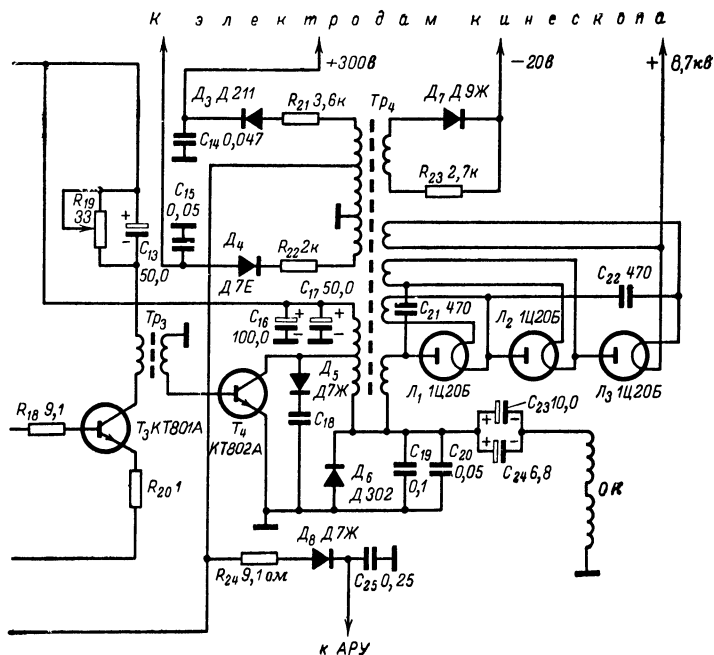 К электродам кинескопа
+300в
−20в
+ 8,7кв
Д3 Д 211
R21 3,6к
Тр4
Д7 Д9Ж
C14 0,047
R23 2,7к
C15
0,05
R19
33
+
−
C13
50,0
Д4
Д7Е
R22 2к
C17 50,0
C16
100,0
+
−
+
−
C22 470
C21 470
Л2 1Ц20Б
Тр3
Д5
Д7Ж
Л1 1Ц20Б
Л3 1Ц20Б
R18 9,1
Т3 КТ801А
Т4
КТ802А
C18
C23 10,0
+ −
+ −
C24 6,8
C19
0,1
C20
0,05
Д6
Д302
ОК
R20 1
Д8 Д7Ж
R24 9,1 ом
C25 0,25
к АРУ